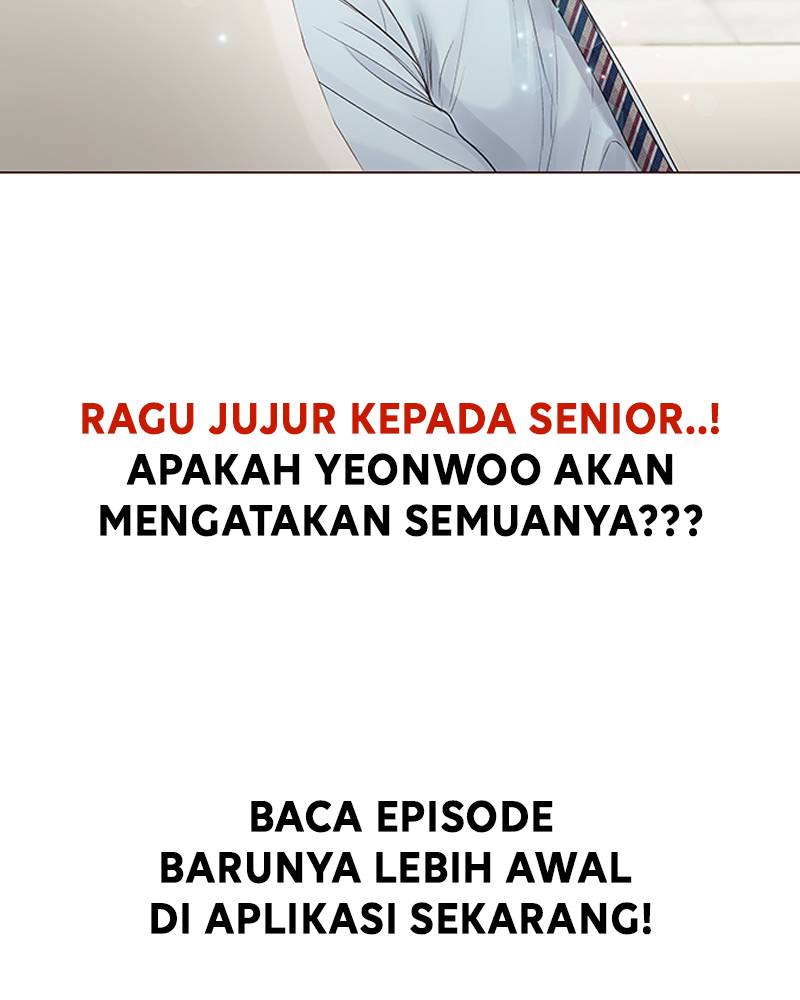 RAGU JUJUR KEPADA SENIOR..!
APAKAH YEONWOO AKAN
MENGATAKAN SEMUANYA???
BACA EPISODE
BARUNYA LEBIH AWAL
DI APLIKASI SEKARANG!